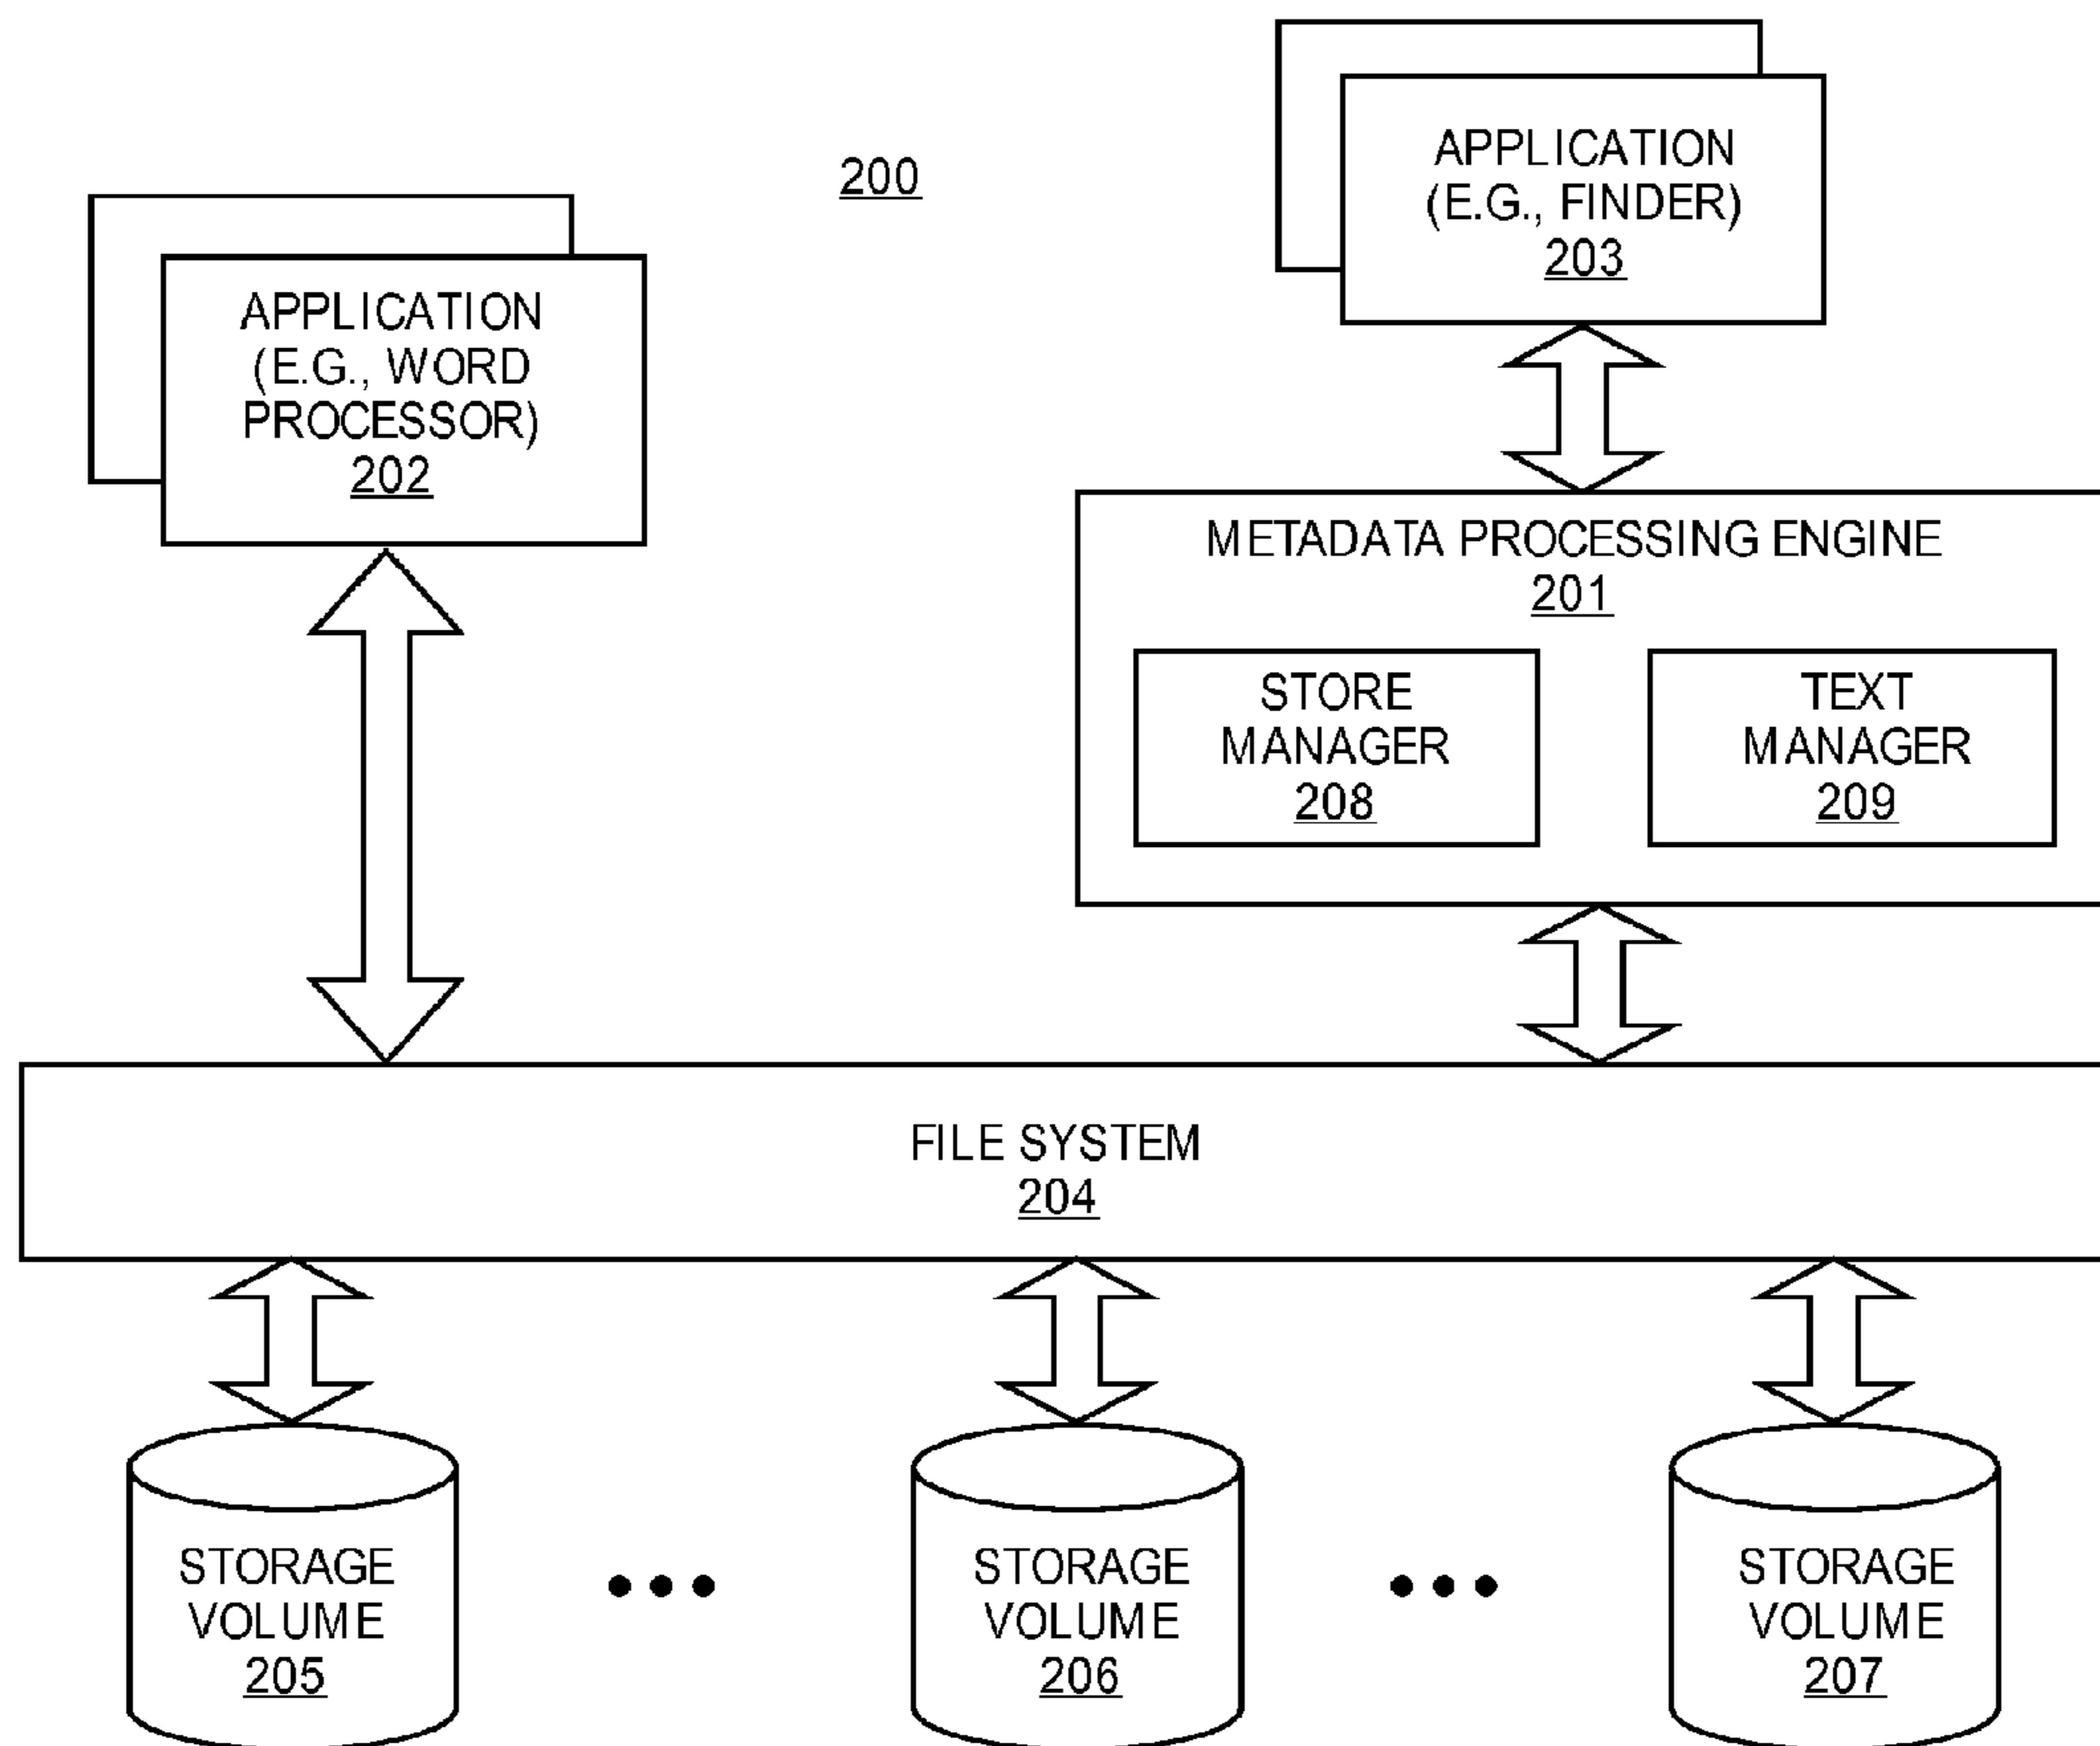 200
APPLICATION
(E.G., FINDER)
203
APPLICATION
(E.G., WORD
PROCESSOR)
202
METADATA PROCESSING ENGINE
201
STORE
MANAGER
208
TEXT
MANAGER
209
FILE SYSTEM
204
STORAGE
VOLUME
205
STORAGE
VOLUME
206
STORAGE
VOLUME
207